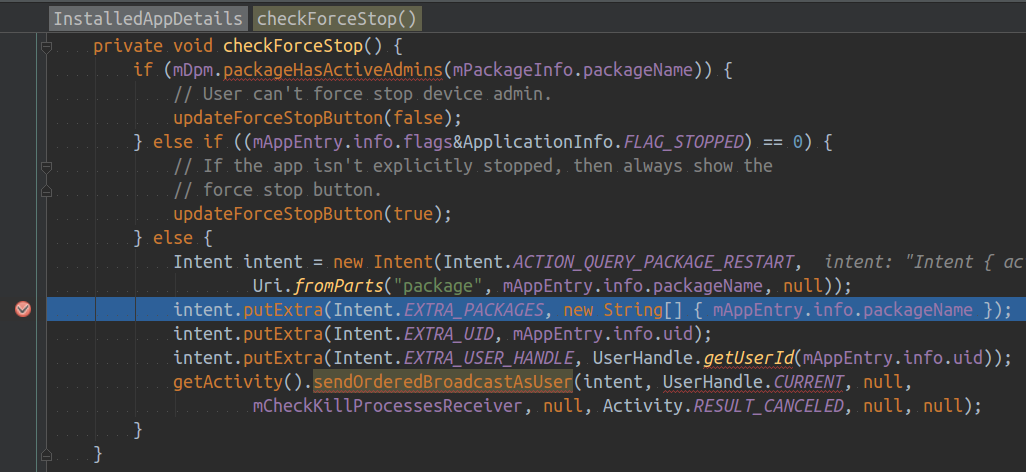 InstalledAppDetails checkForceStop()
private void checkForceStop() {
if (mDpm.packageHasActiveAdmins(mPackageInfo.packageName)) {
// User can't force stop device admin.
updateForceStopButton(false);
} else if ((mAppEntry.info.flags&ApplicationInfo.FLAG_STOPPED) == 0) {
// If the app isn't explicitly stopped, then always show the
// force stop button.
updateForceStopButton(true);
} else {
Intent intent = new Intent(Intent.ACTION_QUERY_PACKAGE_RESTART, intent: "Intent { ac
Uri.fromParts("package", mAppEntry.info.packageName, null));
intent.putExtra(Intent.EXTRA_PACKAGES, new String[] { mAppEntry.info.packageName });
intent.putExtra(Intent.EXTRA_UID, mAppEntry.info.uid);
intent.putExtra(Intent.EXTRA_USER_HANDLE, UserHandle.getUserId(mAppEntry.info.uid));
getActivity().sendOrderedBroadcastAsUser(intent, UserHandle.CURRENT, null,
mCheckKillProcessesReceiver, null, Activity.RESULT_CANCELED, null, null);
}
}